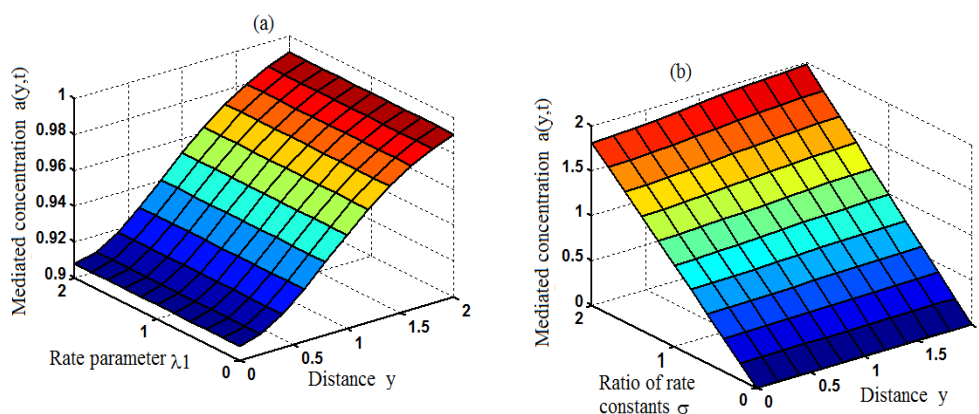 (a)
Mediated concentration a(y,t)
1
0.98
0.96
0.94
0.92
0.9
2
1
0
Rate parameter λ1
0
0.5
1
1.5
2
Distance y
(b)
Mediated concentration a(y,t)
2
1.5
1
0.5
0
2
1
0
Ratio of rate
constants σ
0
0.5
1
1.5
Distance y